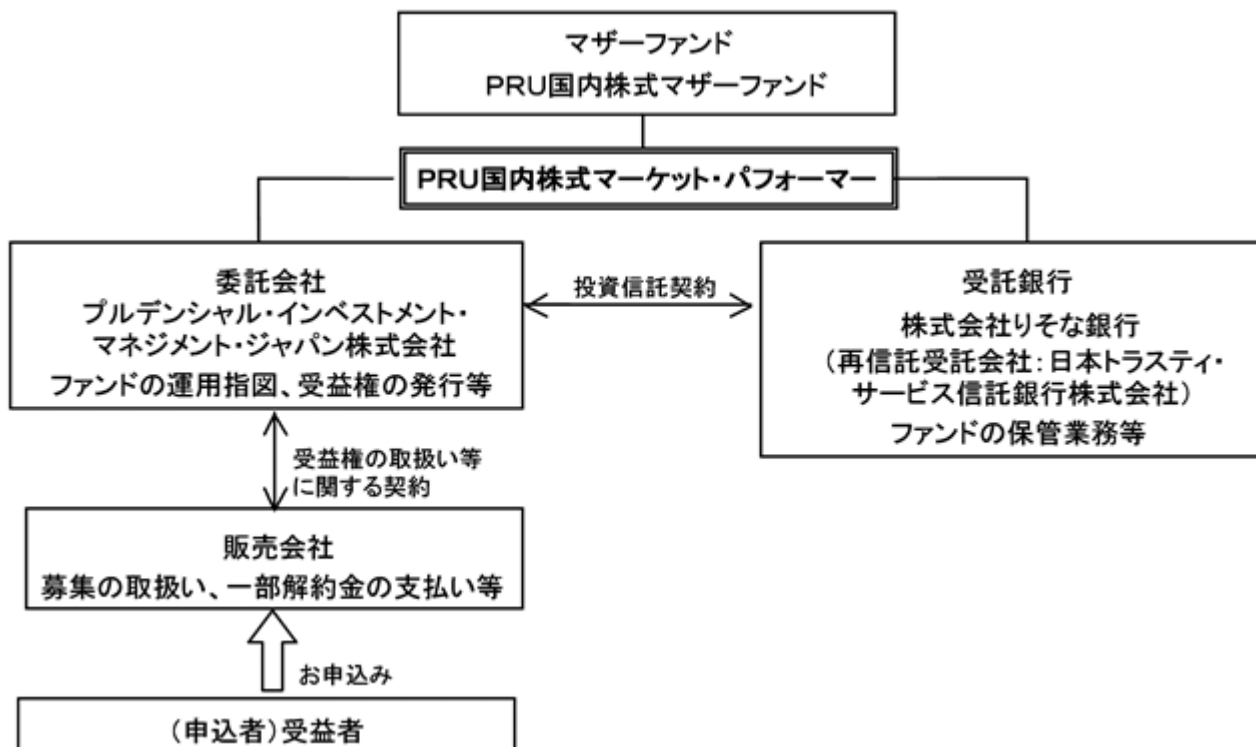 マザーファンド
PRU国内株式マザーファンド
PRU国内株式マーケット・パフォーマー
委託会社
プルデンシャル・インベストメント・
マネジメント・ジャパン株式会社
ファンドの運用指図、受益権の発行等
投資信託契約
受託銀行
株式会社りそな銀行
（再信託受託会社：日本トラスティ・
サービス信託銀行株式会社）
ファンドの保管業務等
受益権の取扱い等
に関する契約
販売会社
募集の取扱い、一部解約金の支払い等
お申込み
（申込者）受益者